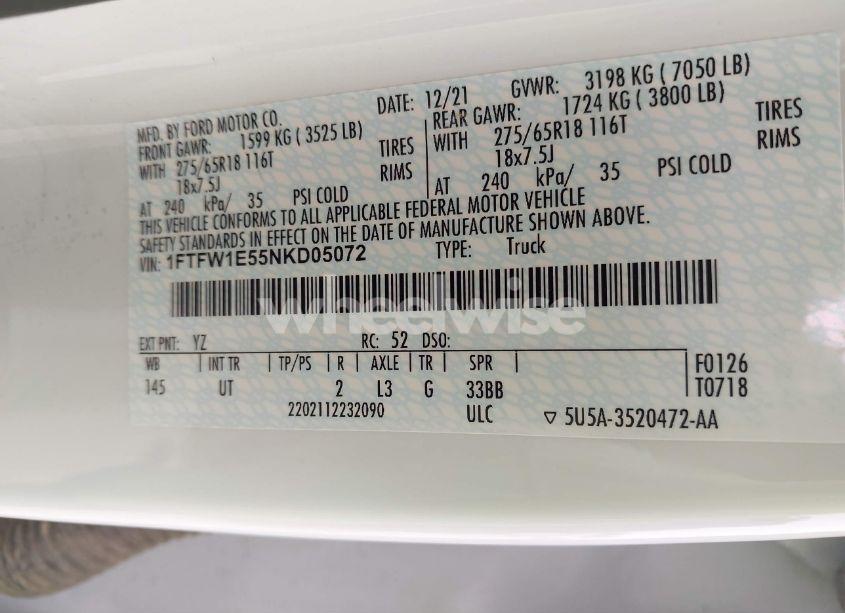 MFD. BY FORD MOTOR CO.
DATE: 12/21
GVWR: 3198 KG ( 7050 LB)
FRONT GAWR: 1599 KG ( 3525 LB)
REAR GAWR: 1724 KG ( 3800 LB)
WITH 275/65R18 116T TIRES
WITH 275/65R18 116T TIRES
18x7.5J RIMS
18x7.5J RIMS
AT 240 kPa/ 35 PSI COLD
AT 240 kPa/ 35 PSI COLD
THIS VEHICLE CONFORMS TO ALL APPLICABLE FEDERAL MOTOR VEHICLE
SAFETY STANDARDS IN EFFECT ON THE DATE OF MANUFACTURE SHOWN ABOVE.
VIN: 1FTFW1E55NKD05072
TYPE: Truck
wheelwise
EXT PNT: YZ RC: 52 DSO:
WB INT TR TP/PS R AXLE TR SPR F0126
145 UT 2 L3 G 33BB T0718
2202112232090 ULC ▽ 5U5A-3520472-AA